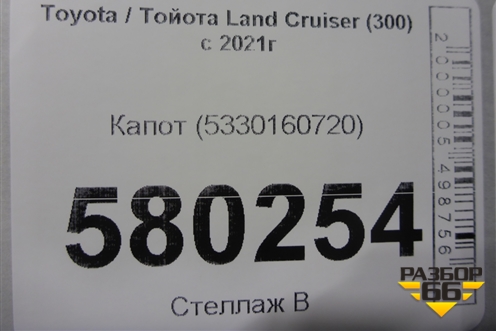 Toyota / Тойота Land Cruiser (300)
с 2021г
Капот (5330160720)
580254
Стеллаж В
2000005498756
РАЗБОР
66